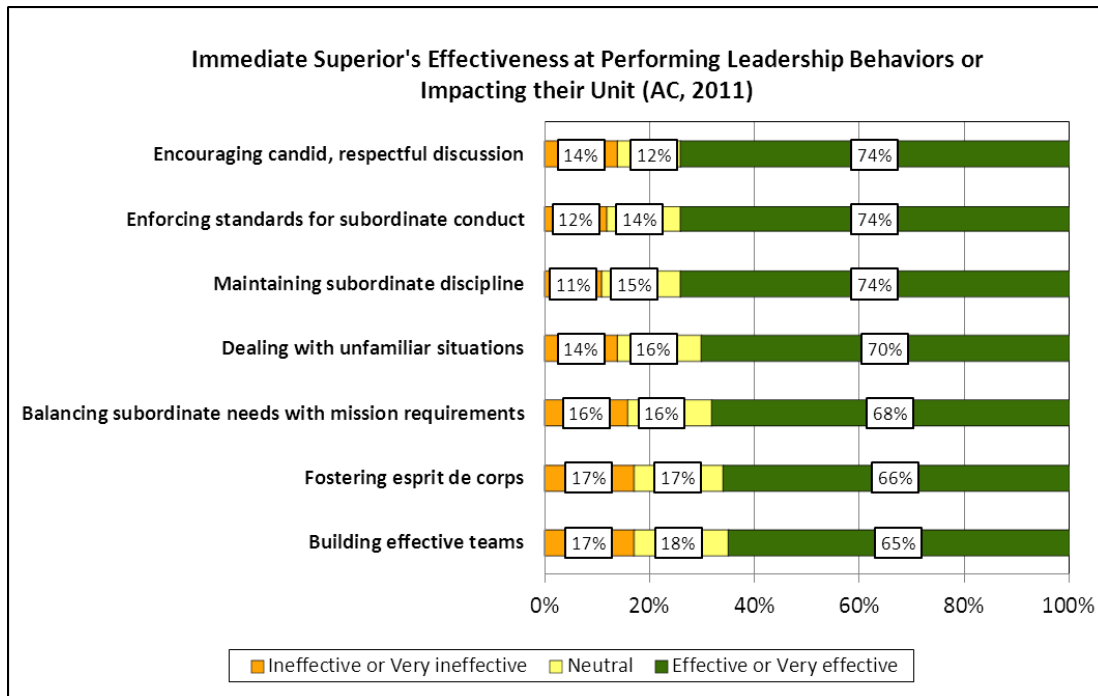 Immediate Superior's Effectiveness at Performing Leadership Behaviors or
Impacting their Unit (AC, 2011)
Encouraging candid, respectful discussion 14% 12% 74%
Enforcing standards for subordinate conduct 12% 14% 74%
Maintaining subordinate discipline 11% 15% 74%
Dealing with unfamiliar situations 14% 16% 70%
Balancing subordinate needs with mission requirements 16% 16% 68%
Fostering esprit de corps 17% 17% 66%
Building effective teams 17% 18% 65%
0% 20% 40% 60% 80% 100%
Ineffective or Very ineffective Neutral Effective or Very effective